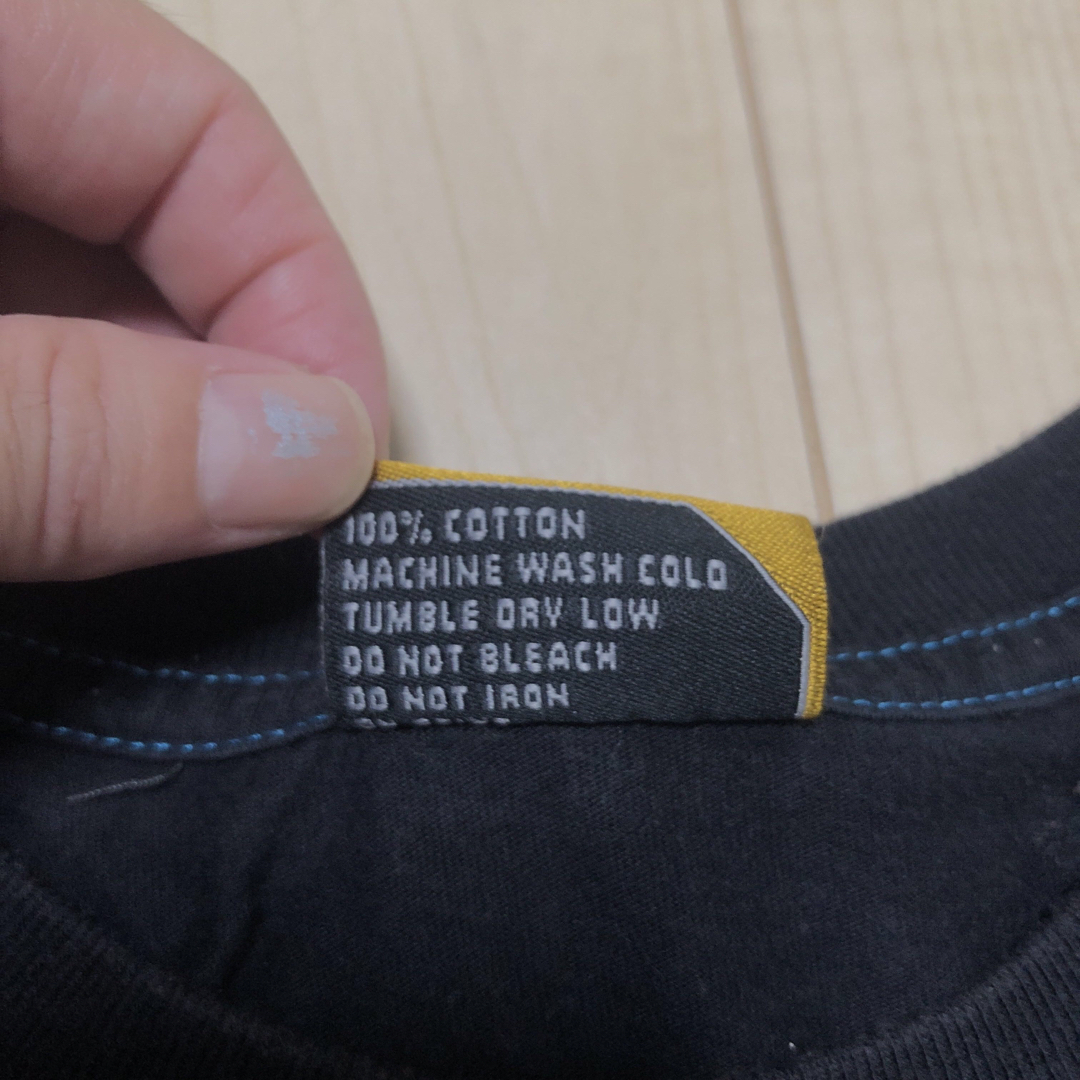 100% COTTON
MACHINE WASH COLD
TUMBLE DRY LOW
DO NOT BLEACH
DO NOT IRON